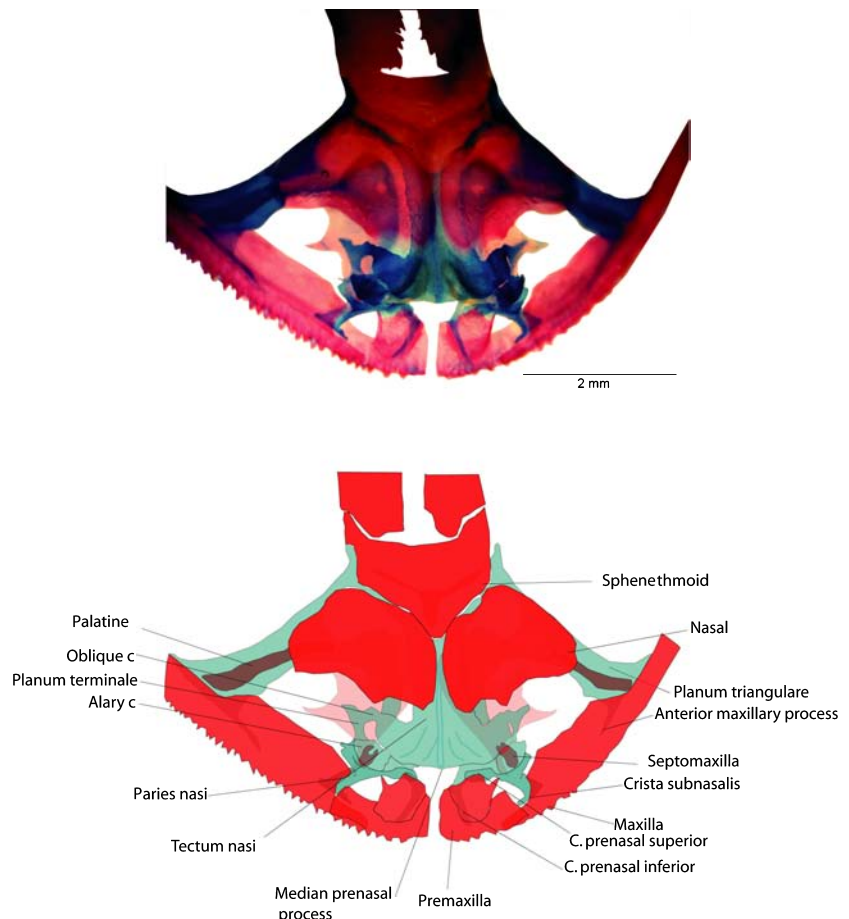 2 mm
Sphenethmoid
Palatine
Nasal
Oblique c
Planum terminale
Alary c
Planum triangulare
Anterior maxillary process
Septomaxilla
Crista subnasalis
Paries nasi
Maxilla
C. prenasal superior
Tectum nasi
C. prenasal inferior
Median prenasal
process
Premaxilla